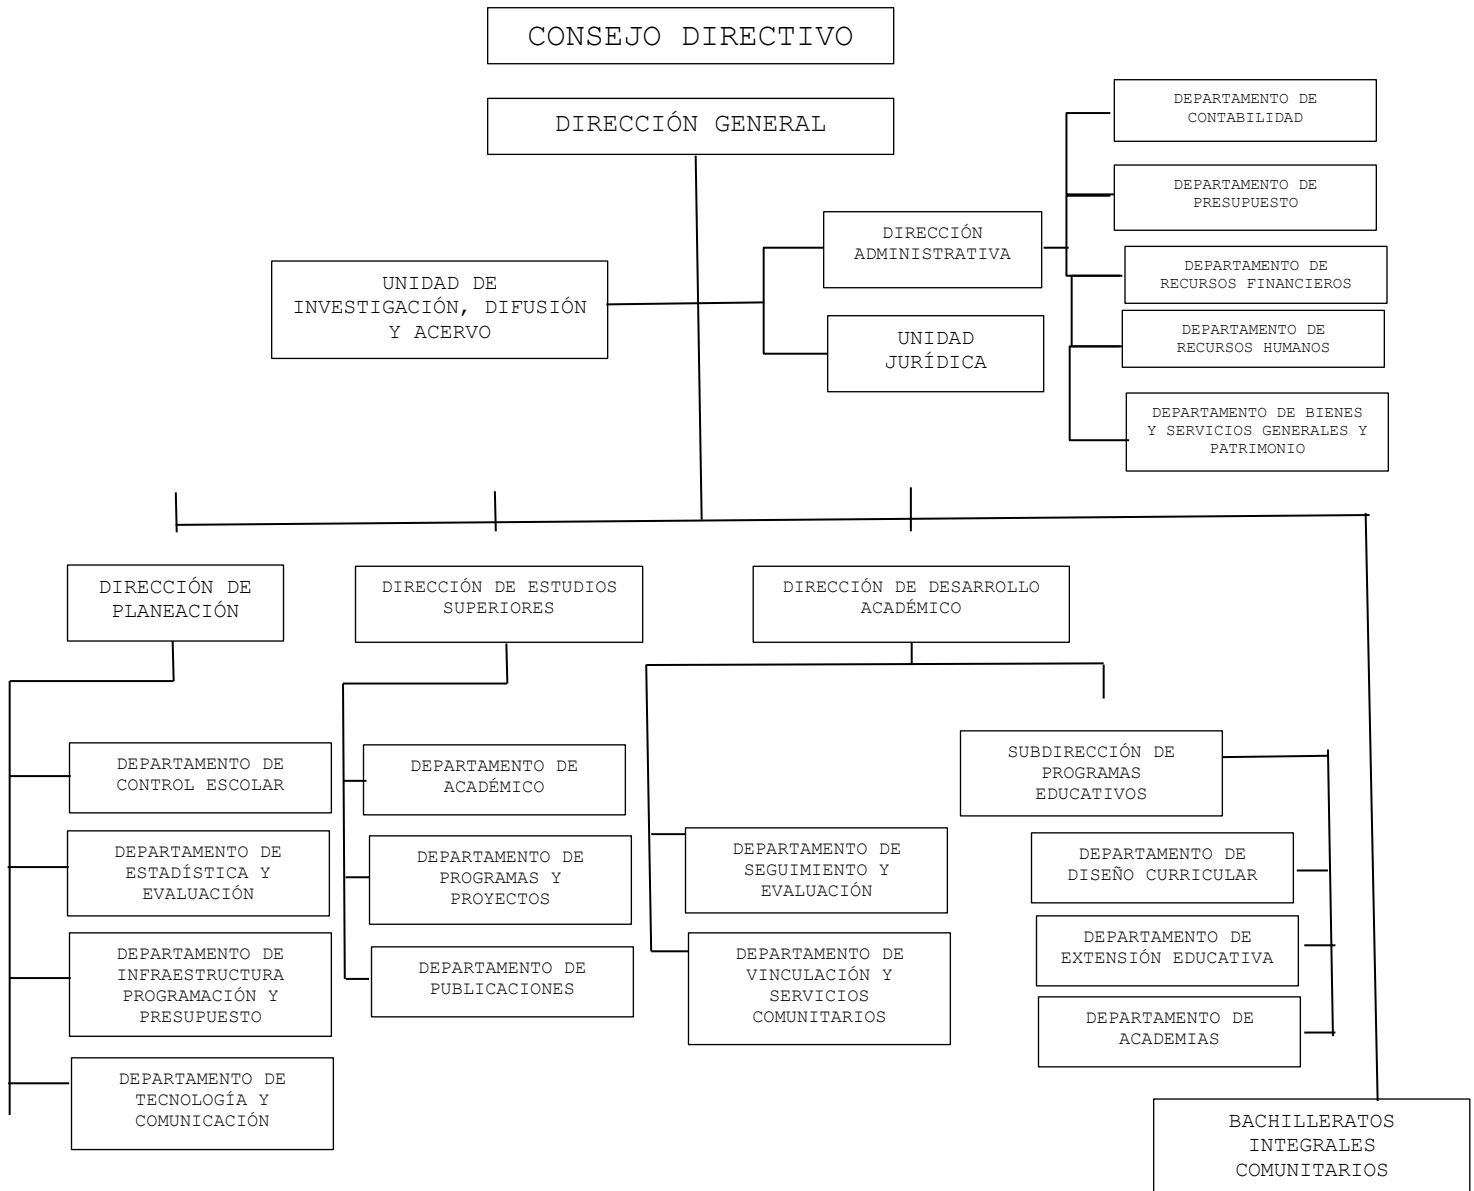 CONSEJO DIRECTIVO
DIRECCIÓN GENERAL
DEPARTAMENTO DE
CONTABILIDAD
DEPARTAMENTO DE
PRESUPUESTO
DIRECCIÓN
ADMINISTRATIVA
DEPARTAMENTO DE
RECURSOS FINANCIEROS
UNIDAD DE
INVESTIGACIÓN, DIFUSIÓN
Y ACERVO
UNIDAD
JURÍDICA
DEPARTAMENTO DE
RECURSOS HUMANOS
DEPARTAMENTO DE BIENES
Y SERVICIOS GENERALES Y
PATRIMONIO
DIRECCIÓN DE
PLANEACIÓN
DIRECCIÓN DE ESTUDIOS
SUPERIORES
DIRECCIÓN DE DESARROLLO
ACADÉMICO
DEPARTAMENTO DE
CONTROL ESCOLAR
DEPARTAMENTO DE
ESTADÍSTICA Y
EVALUACIÓN
DEPARTAMENTO DE
INFRAESTRUCTURA
PROGRAMACIÓN Y
PRESUPUESTO
DEPARTAMENTO DE
TECNOLOGÍA Y
COMUNICACIÓN
DEPARTAMENTO DE
ACADÉMICO
DEPARTAMENTO DE
PROGRAMAS Y
PROYECTOS
DEPARTAMENTO DE
PUBLICACIONES
DEPARTAMENTO DE
SEGUIMIENTO Y
EVALUACIÓN
DEPARTAMENTO DE
VINCULACIÓN Y
SERVICIOS
COMUNITARIOS
SUBDIRECCIÓN DE
PROGRAMAS
EDUCATIVOS
DEPARTAMENTO DE
DISEÑO CURRICULAR
DEPARTAMENTO DE
EXTENSIÓN EDUCATIVA
DEPARTAMENTO DE
ACADEMIAS
BACHILLERATOS
INTEGRALES
COMUNITARIOS